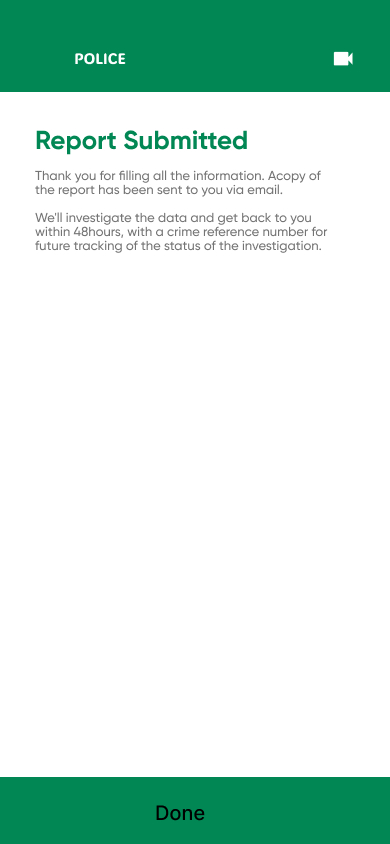 POLICE
Report Submitted
Thank you for filling all the information. Acopy of
the report has been sent to you via email.
We'll investigate the data and get back to you
within 48hours, with a crime reference number for
future tracking of the status of the investigation.
Done